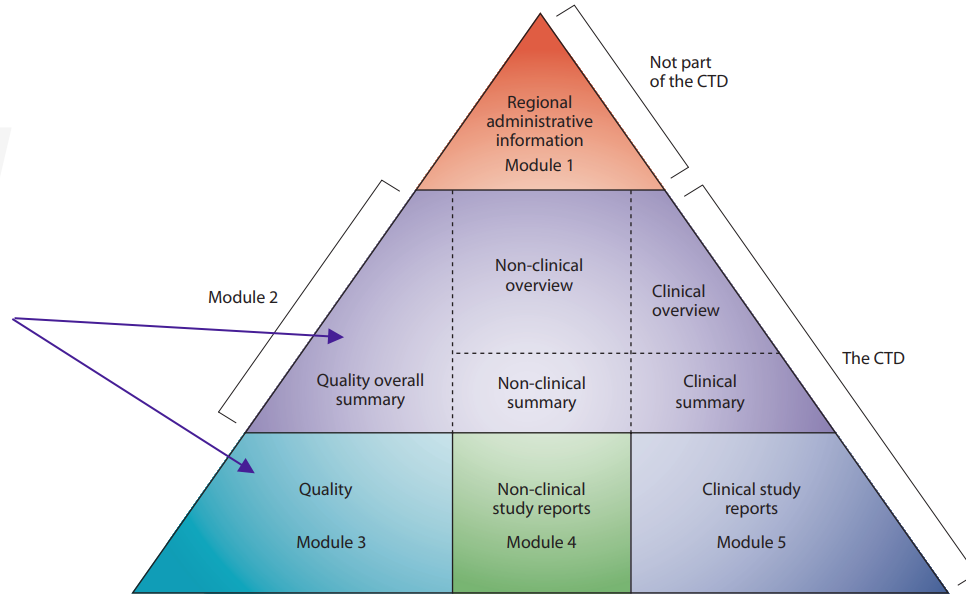 Not part
of the CTD
Regional
administrative
information
Module 1
Module 2
Non-clinical
overview
Clinical
overview
The CTD
Quality overall
summary
Non-clinical
summary
Clinical
summary
Quality
Module 3
Non-clinical
study reports
Module 4
Clinical study
reports
Module 5